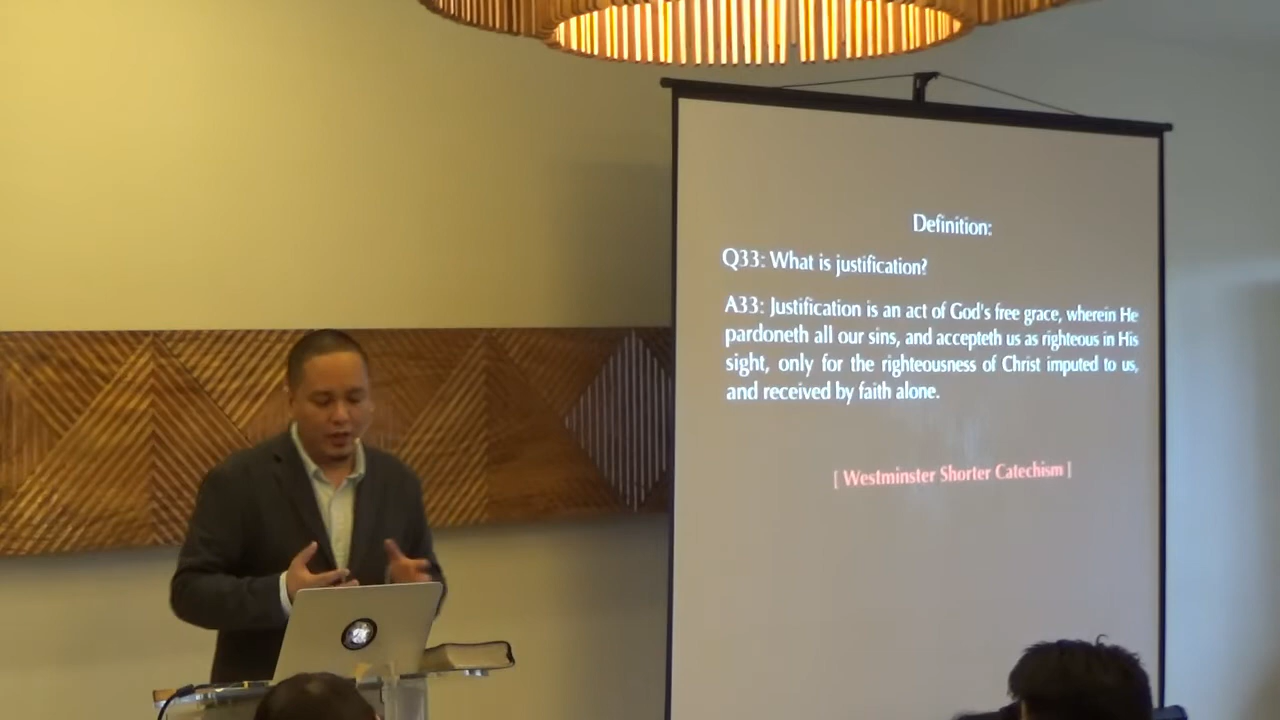 Definition:
Q33: What is justification?
A33: Justification is an act of God's free grace, wherein He
pardoneth all our sins, and accepteth us as righteous in His
sight, only for the righteousness of Christ imputed to us,
and received by faith alone.
[ Westminster Shorter Catechism ]